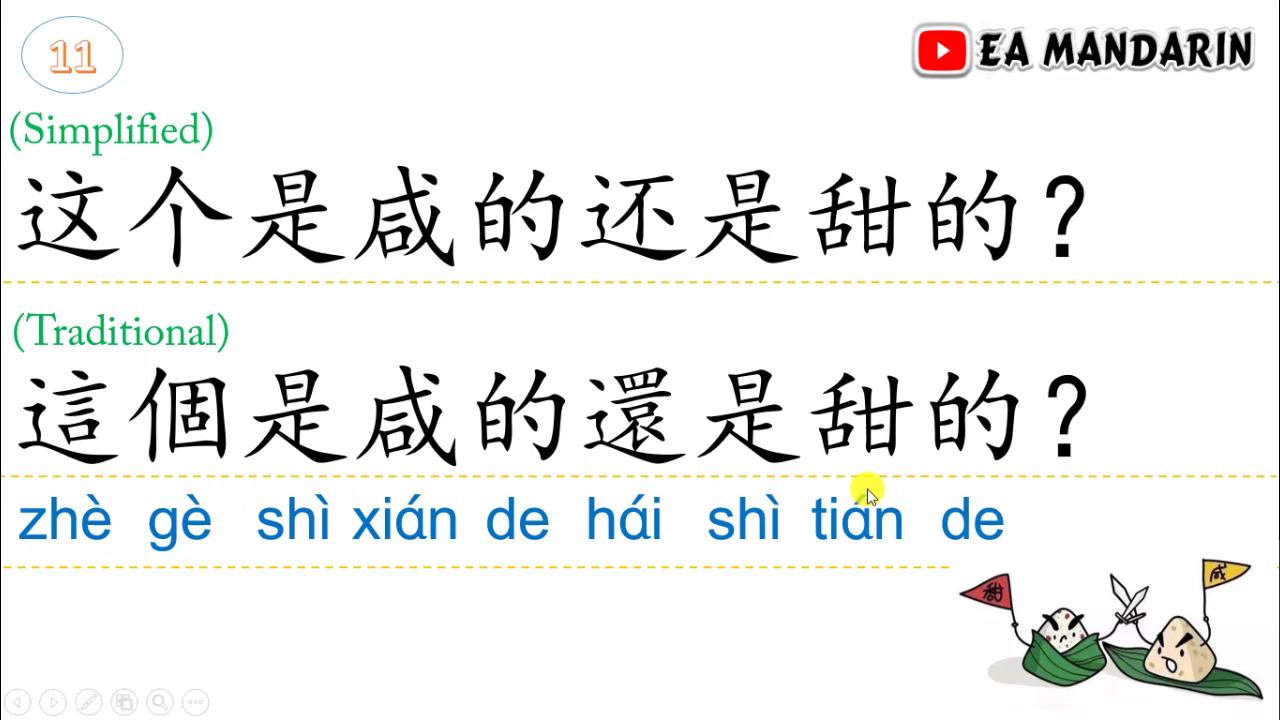 11
EA MANDARIN
(Simplified)
这个是咸的还是甜的？
(Traditional)
這個是咸的還是甜的？
zhè gè shì xián de hái shì tián de
甜
咸